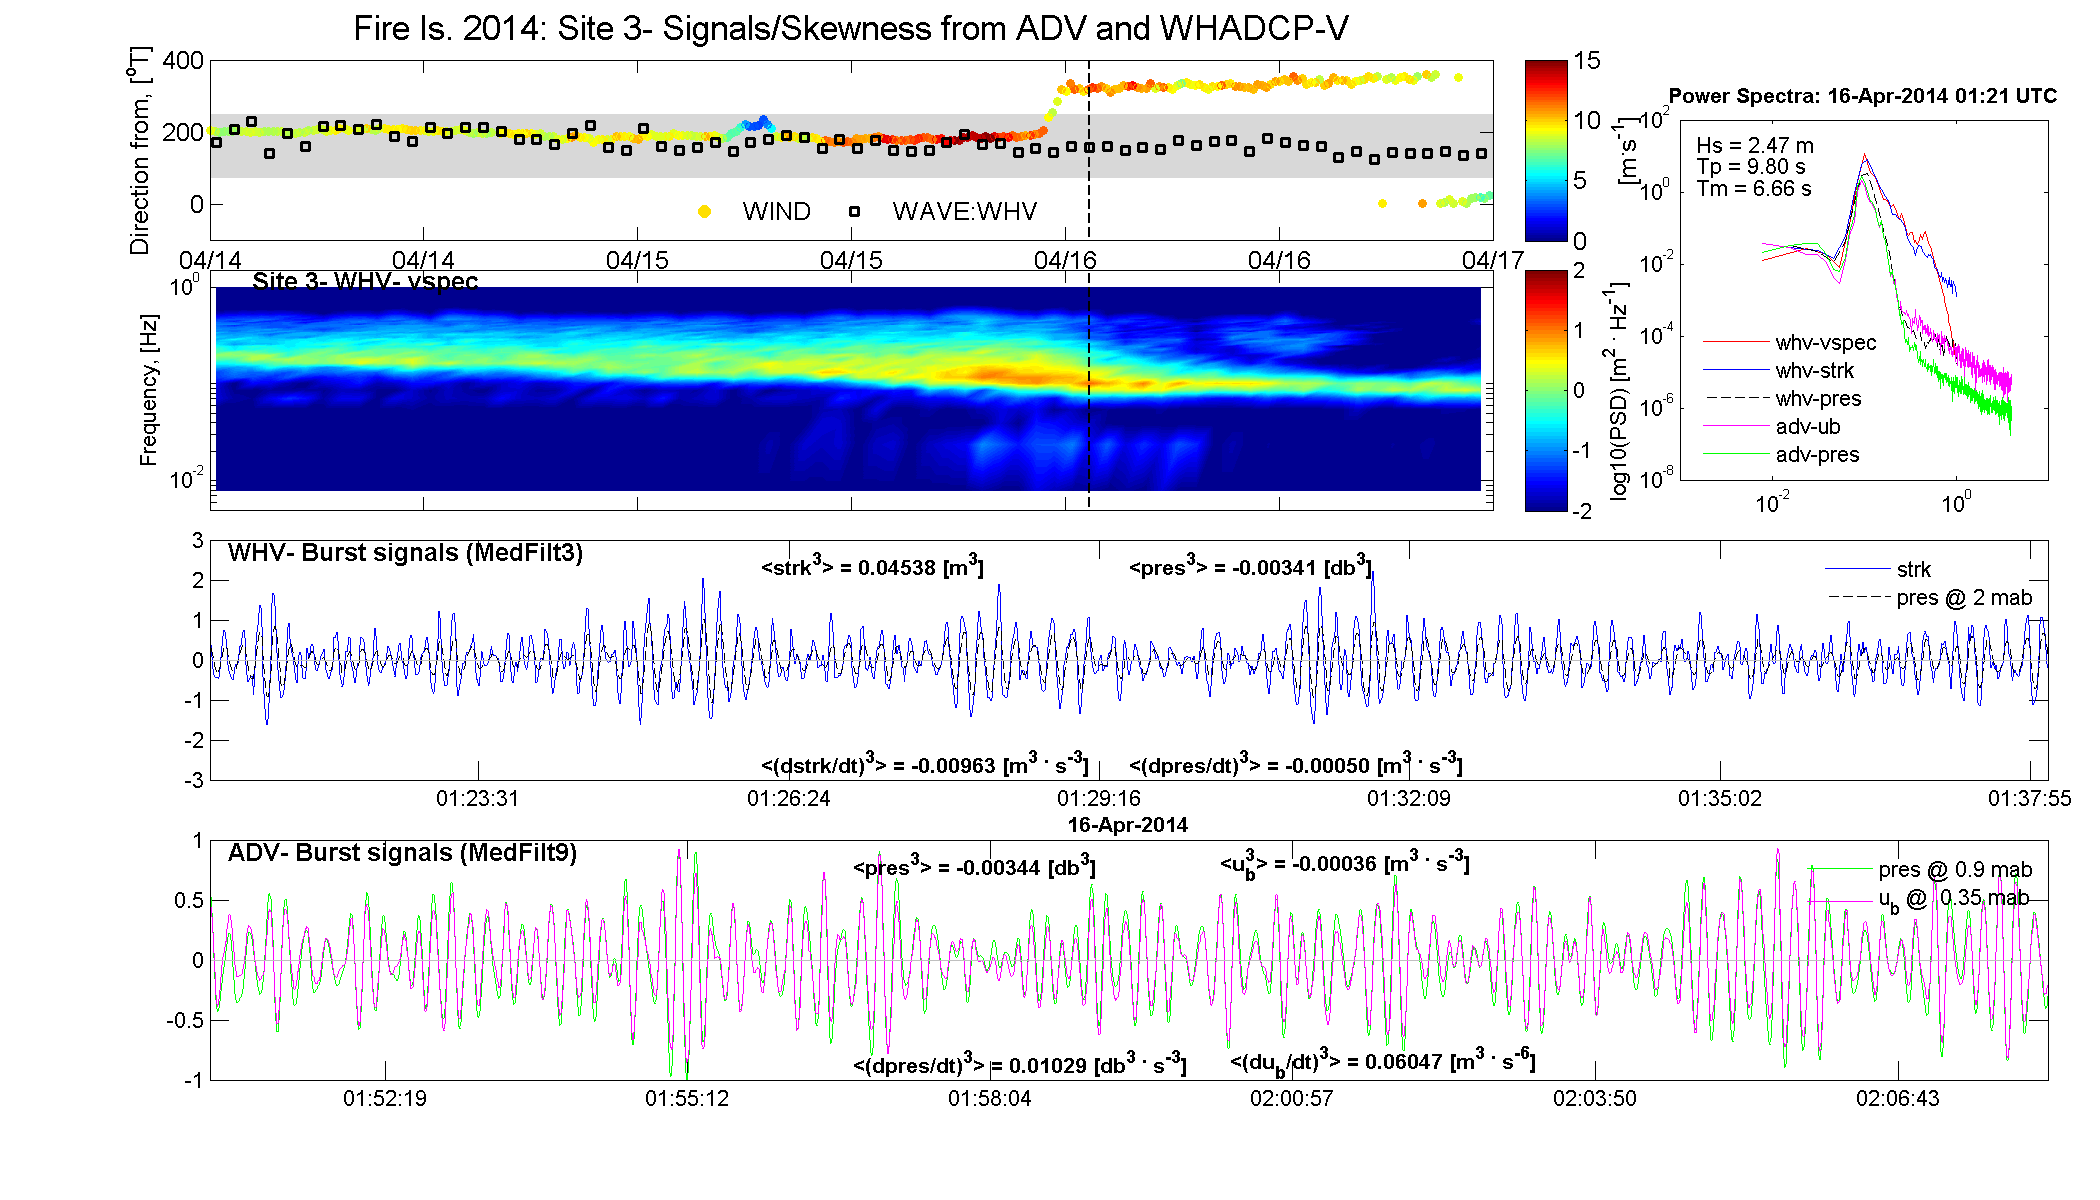 Fire Is. 2014: Site 3- Signals/Skewness from ADV and WHADCP-V
Direction from, [°T]
400
200
0
WIND
WAVE:WHV
04/14
04/14
04/15
04/15
04/16
04/16
04/17
15
10
5
0
[m·s⁻¹]
Site 3- WHV- vspec
Frequency, [Hz]
10⁰
10⁻²
2
1
0
-1
-2
log10(PSD) [m² · Hz⁻¹]
Power Spectra: 16-Apr-2014 01:21 UTC
Hs = 2.47 m
Tp = 9.80 s
Tm = 6.66 s
10²
10⁰
10⁻²
10⁻⁴
10⁻⁶
10⁻⁸
whv-vspec
whv-strk
whv-pres
adv-ub
adv-pres
10⁻²
10⁰
WHV- Burst signals (MedFilt3)
<strk³> = 0.04538 [m³]
<pres³> = -0.00341 [db³]
strk
pres @ 2 mab
3
2
1
0
-1
-2
-3
<(dstrk/dt)³> = -0.00963 [m³ · s⁻³]
<(dpres/dt)³> = -0.00050 [m³ · s⁻³]
01:23:31
01:26:24
01:29:16
01:32:09
01:35:02
01:37:55
16-Apr-2014
ADV- Burst signals (MedFilt9)
<pres³> = -0.00344 [db³]
<u_b³> = -0.00036 [m³ · s⁻³]
pres @ 0.9 mab
u_b @ 0.35 mab
1
0.5
0
-0.5
-1
<(dpres/dt)³> = 0.01029 [db³ · s⁻³]
<(du_b/dt)³> = 0.06047 [m³ · s⁻⁶]
01:52:19
01:55:12
01:58:04
02:00:57
02:03:50
02:06:43